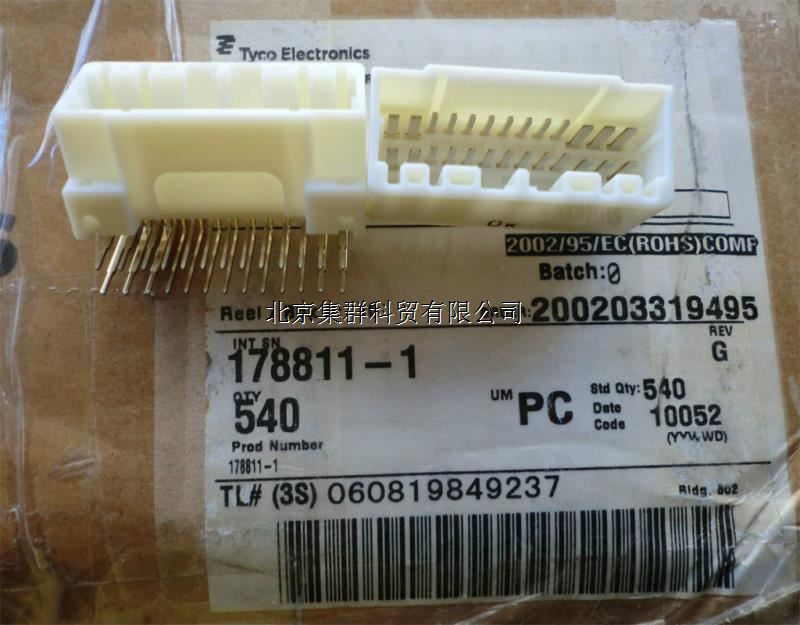 Tyco Electronics
2002/95/EC(ROHS)COMP
Batch:0
Reel
200203319495
北京集群科贸有限公司
INT SN
REV
178811-1
G
QTY
540
UM PC
Std Qty: 540
Date Code 10052
Prod Number
(YYWWD)
178811-1
TL# (3S) 060819849237
Bldg. 802